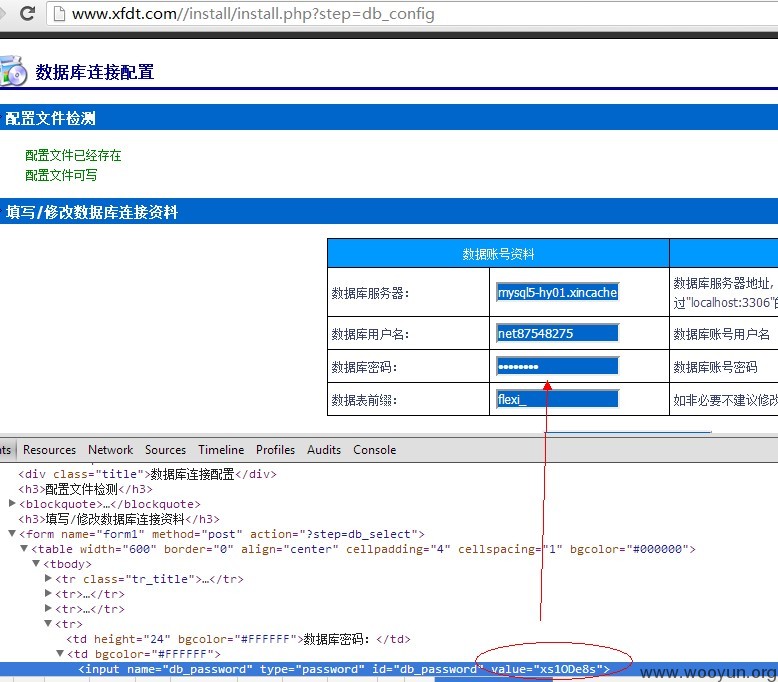 www.xfdt.com//install/install.php?step=db_config
数据库连接配置
配置文件检测
配置文件已经存在
配置文件可写
填写/修改数据库连接资料
数据账号资料
数据库服务器： mysql5-hy01.xincache 数据库服务器地址,
过"localhost:3306"的
数据库用户名： net87548275 数据库账号用户名
数据库密码： •••••••• 数据库账号密码
数据表前缀： flexi_ 如非必要不建议修改
nts Resources Network Sources Timeline Profiles Audits Console
<div class="title">数据库连接配置</div>
<h3>配置文件检测</h3>
▶<blockquote>…</blockquote>
<h3>填写/修改数据库连接资料</h3>
▼<form name="form1" method="post" action="?step=db_select">
▼<table width="600" border="0" align="center" cellpadding="4" cellspacing="1" bgcolor="#000000">
▼<tbody>
▶<tr class="tr_title">…</tr>
▶<tr>…</tr>
▶<tr>…</tr>
▼<tr>
<td height="24" bgcolor="#FFFFFF">数据库密码：</td>
▼<td bgcolor="#FFFFFF">
<input name="db_password" type="password" id="db_password" value="xs1ODe8s">
www.wooyun.org